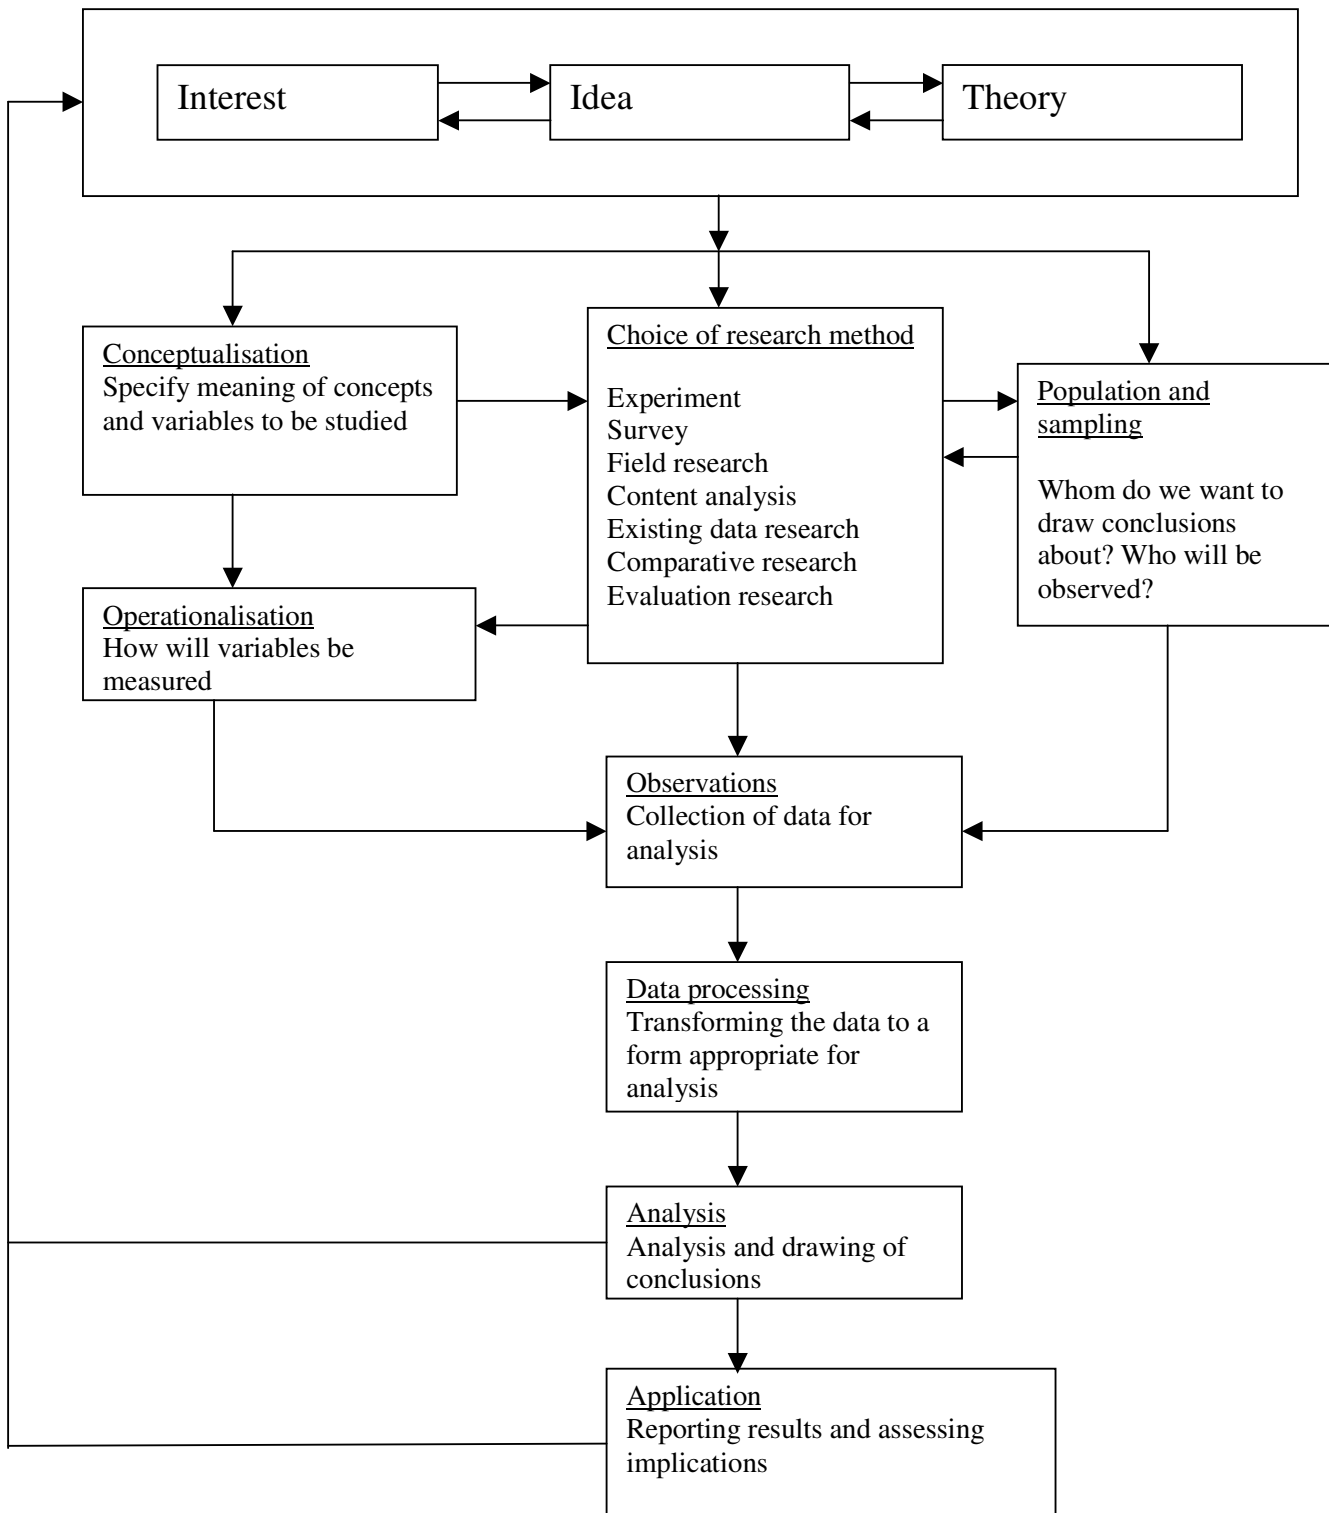 Interest
Idea
Theory
Conceptualisation
Specify meaning of concepts
and variables to be studied
Choice of research method
Experiment
Survey
Field research
Content analysis
Existing data research
Comparative research
Evaluation research
Population and
sampling
Whom do we want to
draw conclusions
about? Who will be
observed?
Operationalisation
How will variables be
measured
Observations
Collection of data for
analysis
Data processing
Transforming the data to a
form appropriate for
analysis
Analysis
Analysis and drawing of
conclusions
Application
Reporting results and assessing
implications